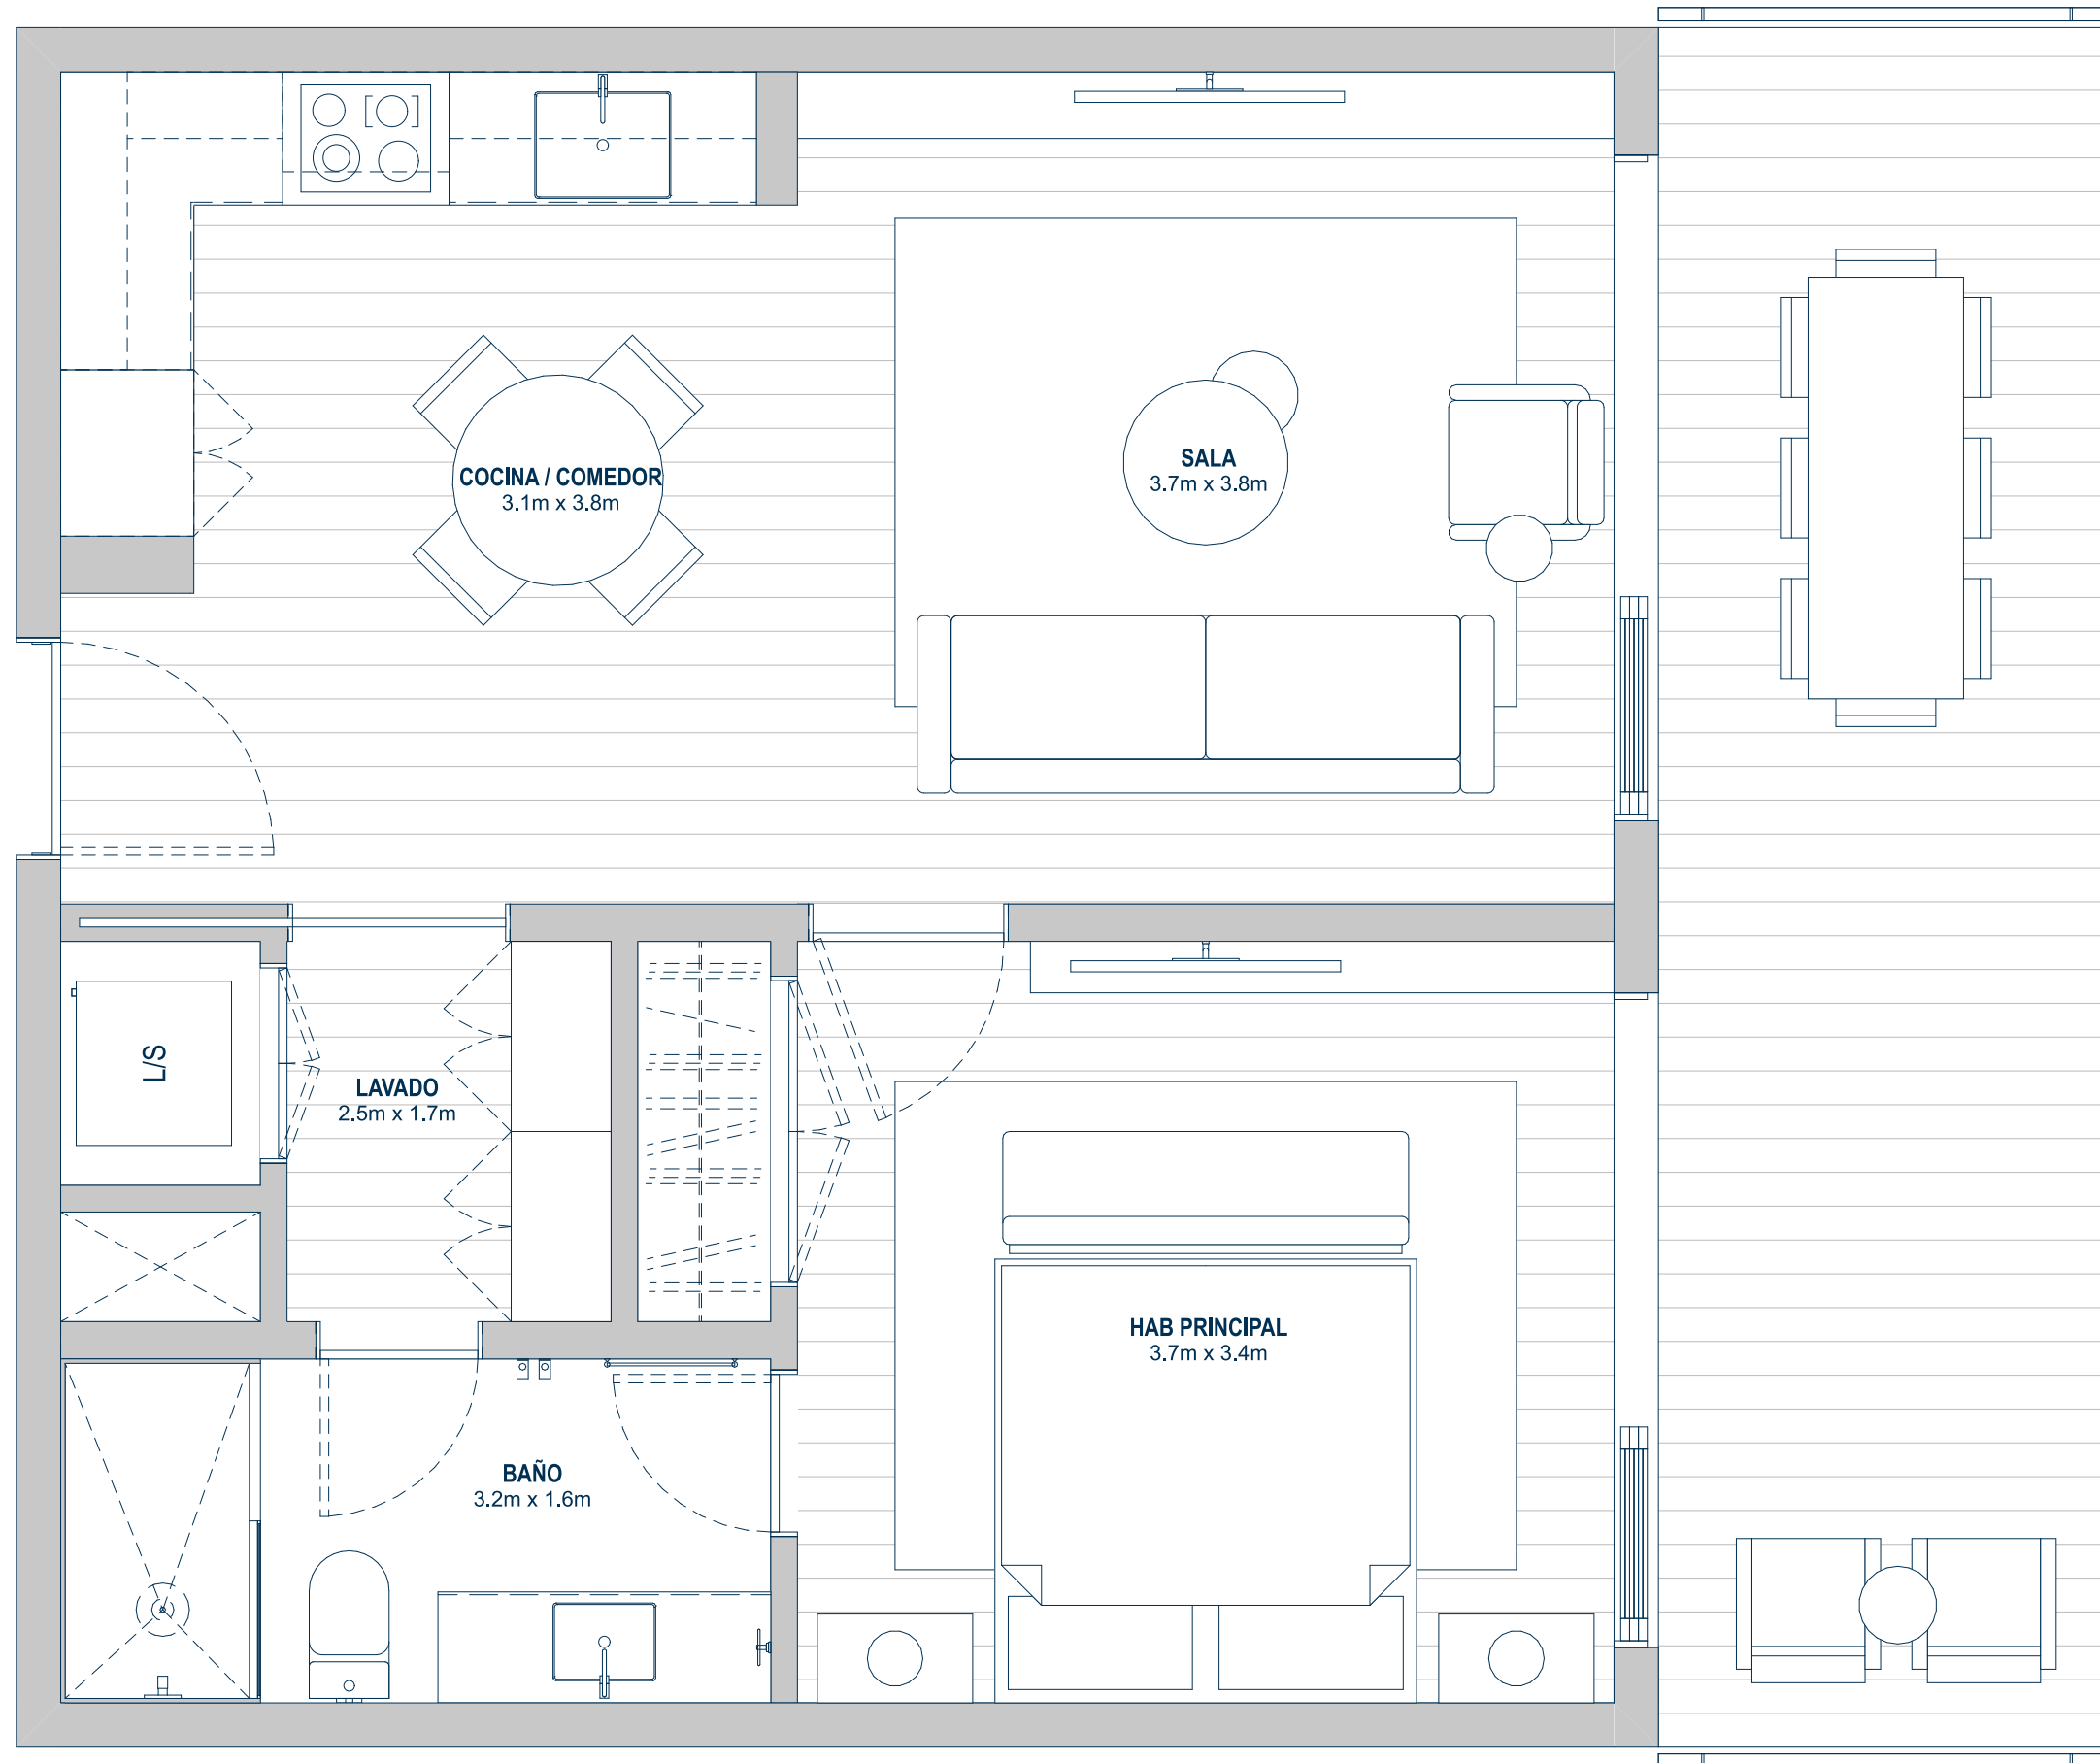 COCINA / COMEDOR
3.1m x 3.8m
SALA
3.7m x 3.8m
L/S
LAVADO
2.5m x 1.7m
HAB PRINCIPAL
3.7m x 3.4m
BAÑO
3.2m x 1.6m